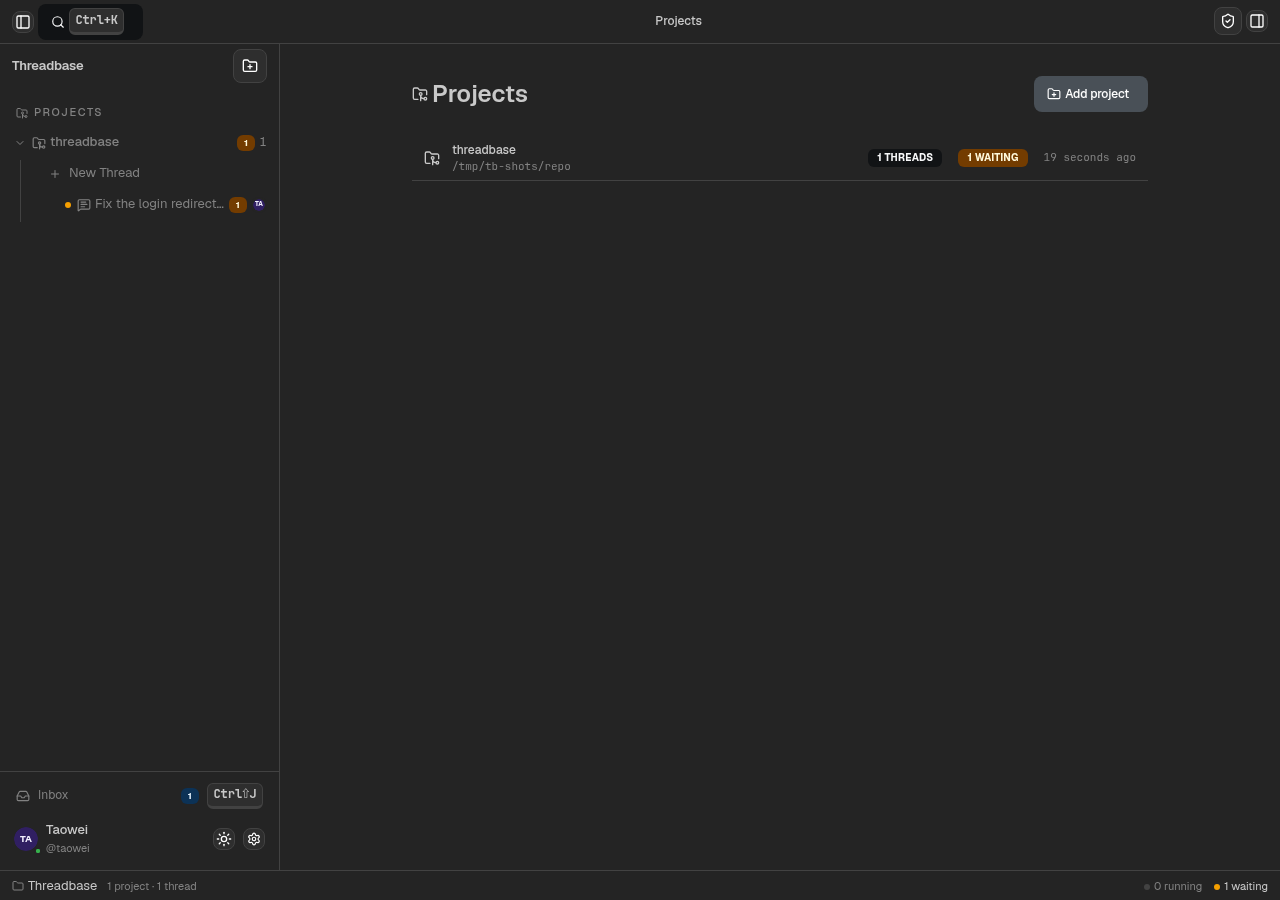 Ctrl+K
Projects
Threadbase
PROJECTS
threadbase 1 1
New Thread
Fix the login redirect… 1 TA
Projects
Add project
threadbase
/tmp/tb-shots/repo
1 THREADS 1 WAITING 19 seconds ago
Inbox 1 Ctrl⇧J
TA Taowei
@taowei
Threadbase 1 project · 1 thread
0 running 1 waiting